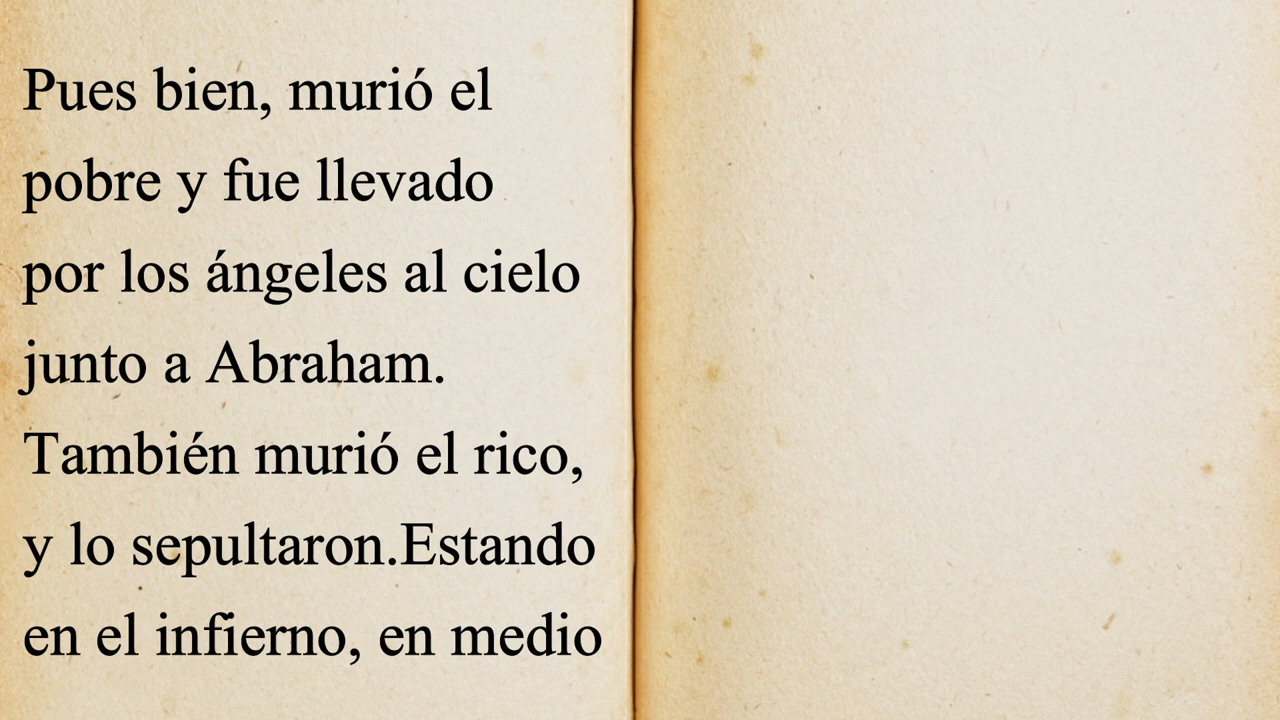 Pues bien, murió el
pobre y fue llevado
por los ángeles al cielo
junto a Abraham.
También murió el rico,
y lo sepultaron.Estando
en el infierno, en medio